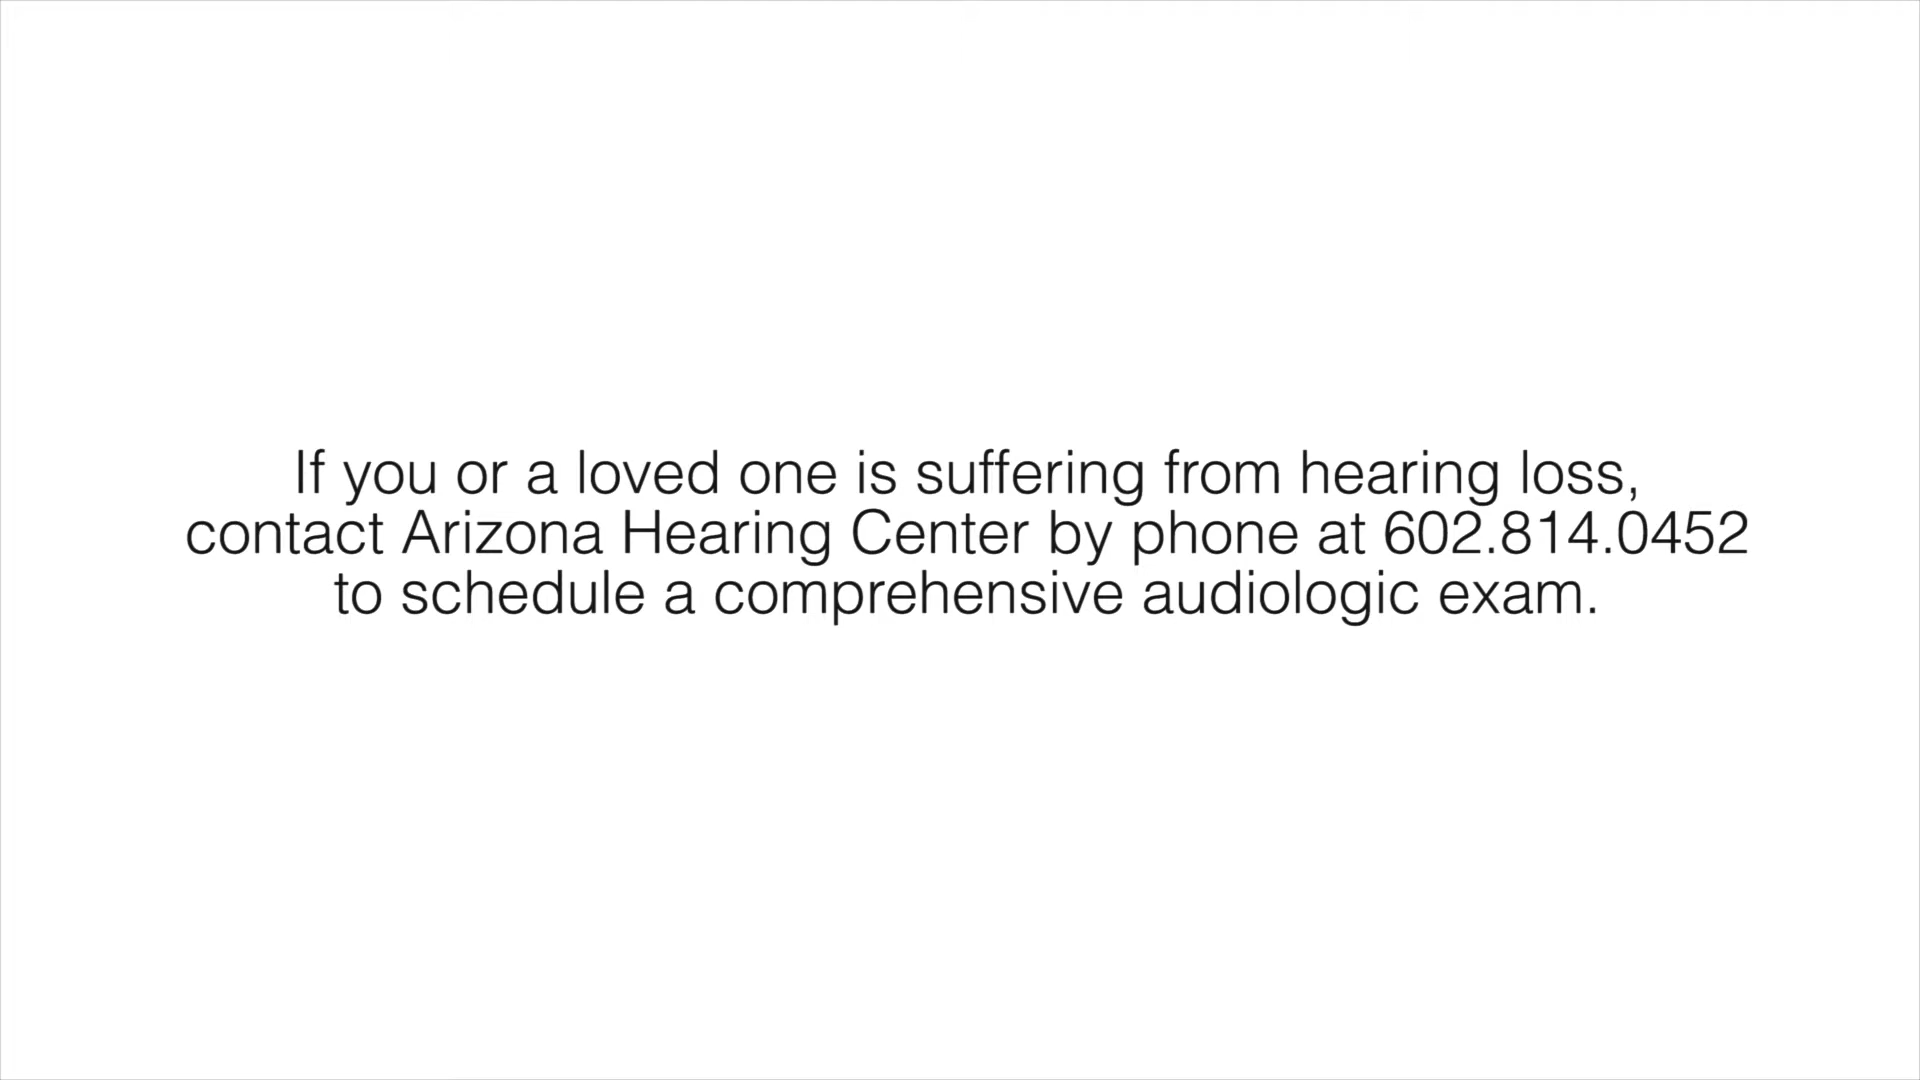 If you or a loved one is suffering from hearing loss,
contact Arizona Hearing Center by phone at 602.814.0452
to schedule a comprehensive audiologic exam.